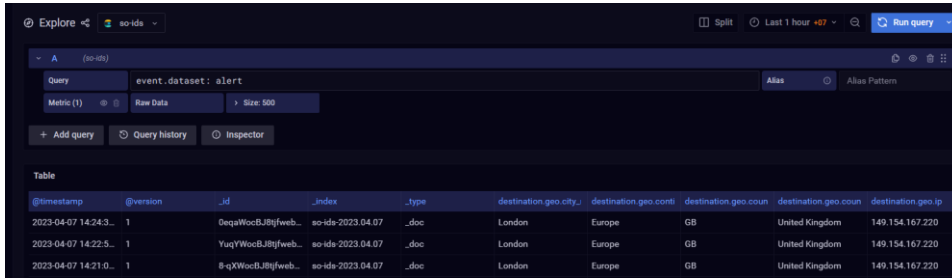 Explore so-ids Split Last 1 hour +07 Run query
A (so-ids)
Query event.dataset: alert Alias Alias Pattern
Metric (1) Raw Data > Size: 500
+ Add query Query history Inspector
Table
@timestamp @version _id _index _type destination.geo.city_ destination.geo.conti destination.geo.coun destination.geo.coun destination.geo.ip
2023-04-07 14:24:3... 1 0eqaWocBJ8tjfweb... so-ids-2023.04.07 _doc London Europe GB United Kingdom 149.154.167.220
2023-04-07 14:22:5... 1 YuqYWocBJ8tjfweb... so-ids-2023.04.07 _doc London Europe GB United Kingdom 149.154.167.220
2023-04-07 14:21:0... 1 8-qXWocBJ8tjfweb... so-ids-2023.04.07 _doc London Europe GB United Kingdom 149.154.167.220